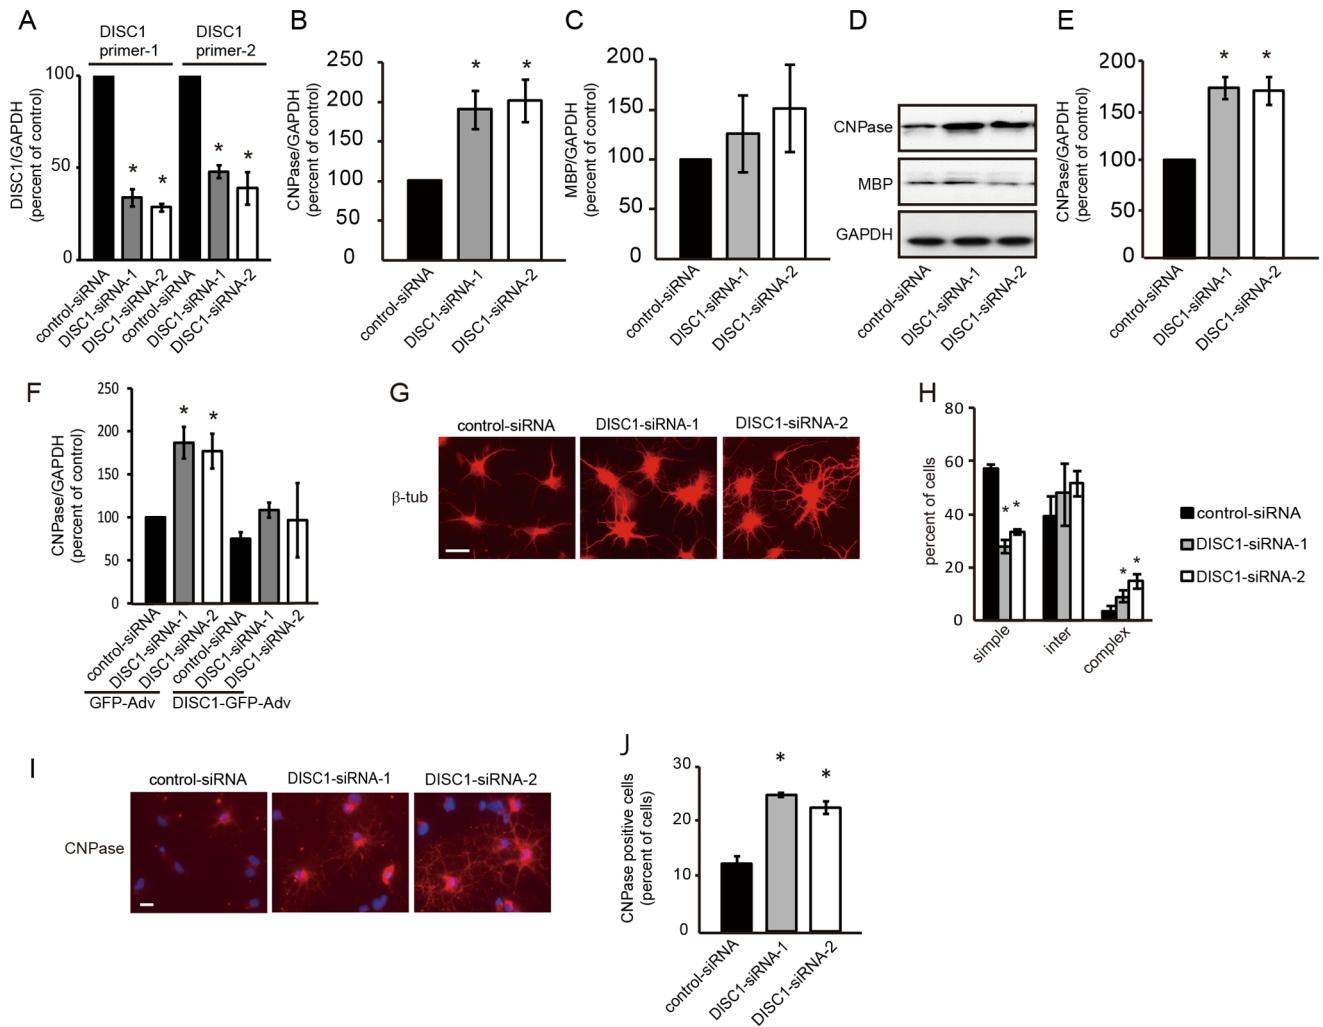 A
DISC1
primer-1
DISC1
primer-2
DISC1/GAPDH
(percent of control)
100
50
0
*
*
*
*
control-siRNA
DISC1-siRNA-1
DISC1-siRNA-2
control-siRNA
DISC1-siRNA-1
DISC1-siRNA-2
B
CNPase/GAPDH
(percent of control)
250
200
150
100
50
0
*
*
control-siRNA
DISC1-siRNA-1
DISC1-siRNA-2
C
MBP/GAPDH
(percent of control)
200
150
100
50
0
control-siRNA
DISC1-siRNA-1
DISC1-siRNA-2
D
CNPase
MBP
GAPDH
control-siRNA
DISC1-siRNA-1
DISC1-siRNA-2
E
CNPase/GAPDH
(percent of control)
200
150
100
50
0
*
*
control-siRNA
DISC1-siRNA-1
DISC1-siRNA-2
F
CNPase/GAPDH
(percent of control)
250
200
150
100
50
0
*
*
control-siRNA
DISC1-siRNA-1
DISC1-siRNA-2
control-siRNA
DISC1-siRNA-1
DISC1-siRNA-2
GFP-Adv
DISC1-GFP-Adv
G
control-siRNA
DISC1-siRNA-1
DISC1-siRNA-2
β-tub
H
percent of cells
80
60
40
20
0
*
*
*
*
simple
inter
complex
control-siRNA
DISC1-siRNA-1
DISC1-siRNA-2
I
control-siRNA
DISC1-siRNA-1
DISC1-siRNA-2
CNPase
J
CNPase positive cells
(percent of cells)
30
20
10
0
*
*
control-siRNA
DISC1-siRNA-1
DISC1-siRNA-2